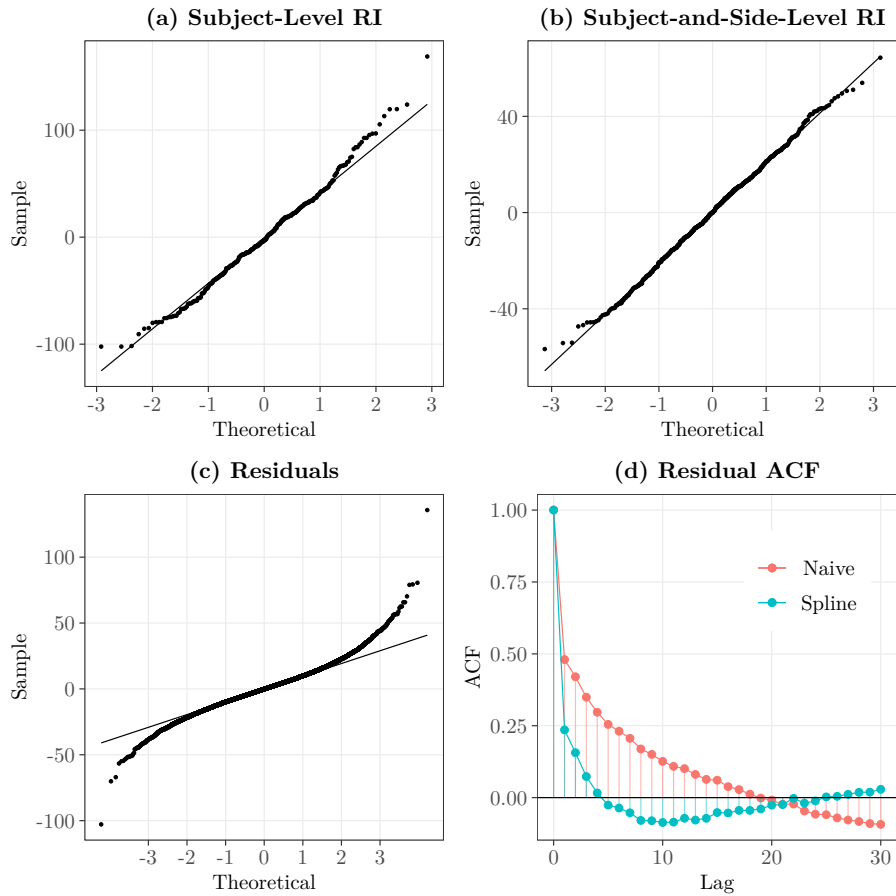 (a) Subject-Level RI
100
0
-100
Sample
-3 -2 -1 0 1 2 3
Theoretical
(b) Subject-and-Side-Level RI
40
0
-40
Sample
-3 -2 -1 0 1 2 3
Theoretical
(c) Residuals
100
50
0
-50
-100
Sample
-3 -2 -1 0 1 2 3
Theoretical
(d) Residual ACF
1.00
0.75
0.50
0.25
0.00
ACF
Naive
Spline
0 10 20 30
Lag